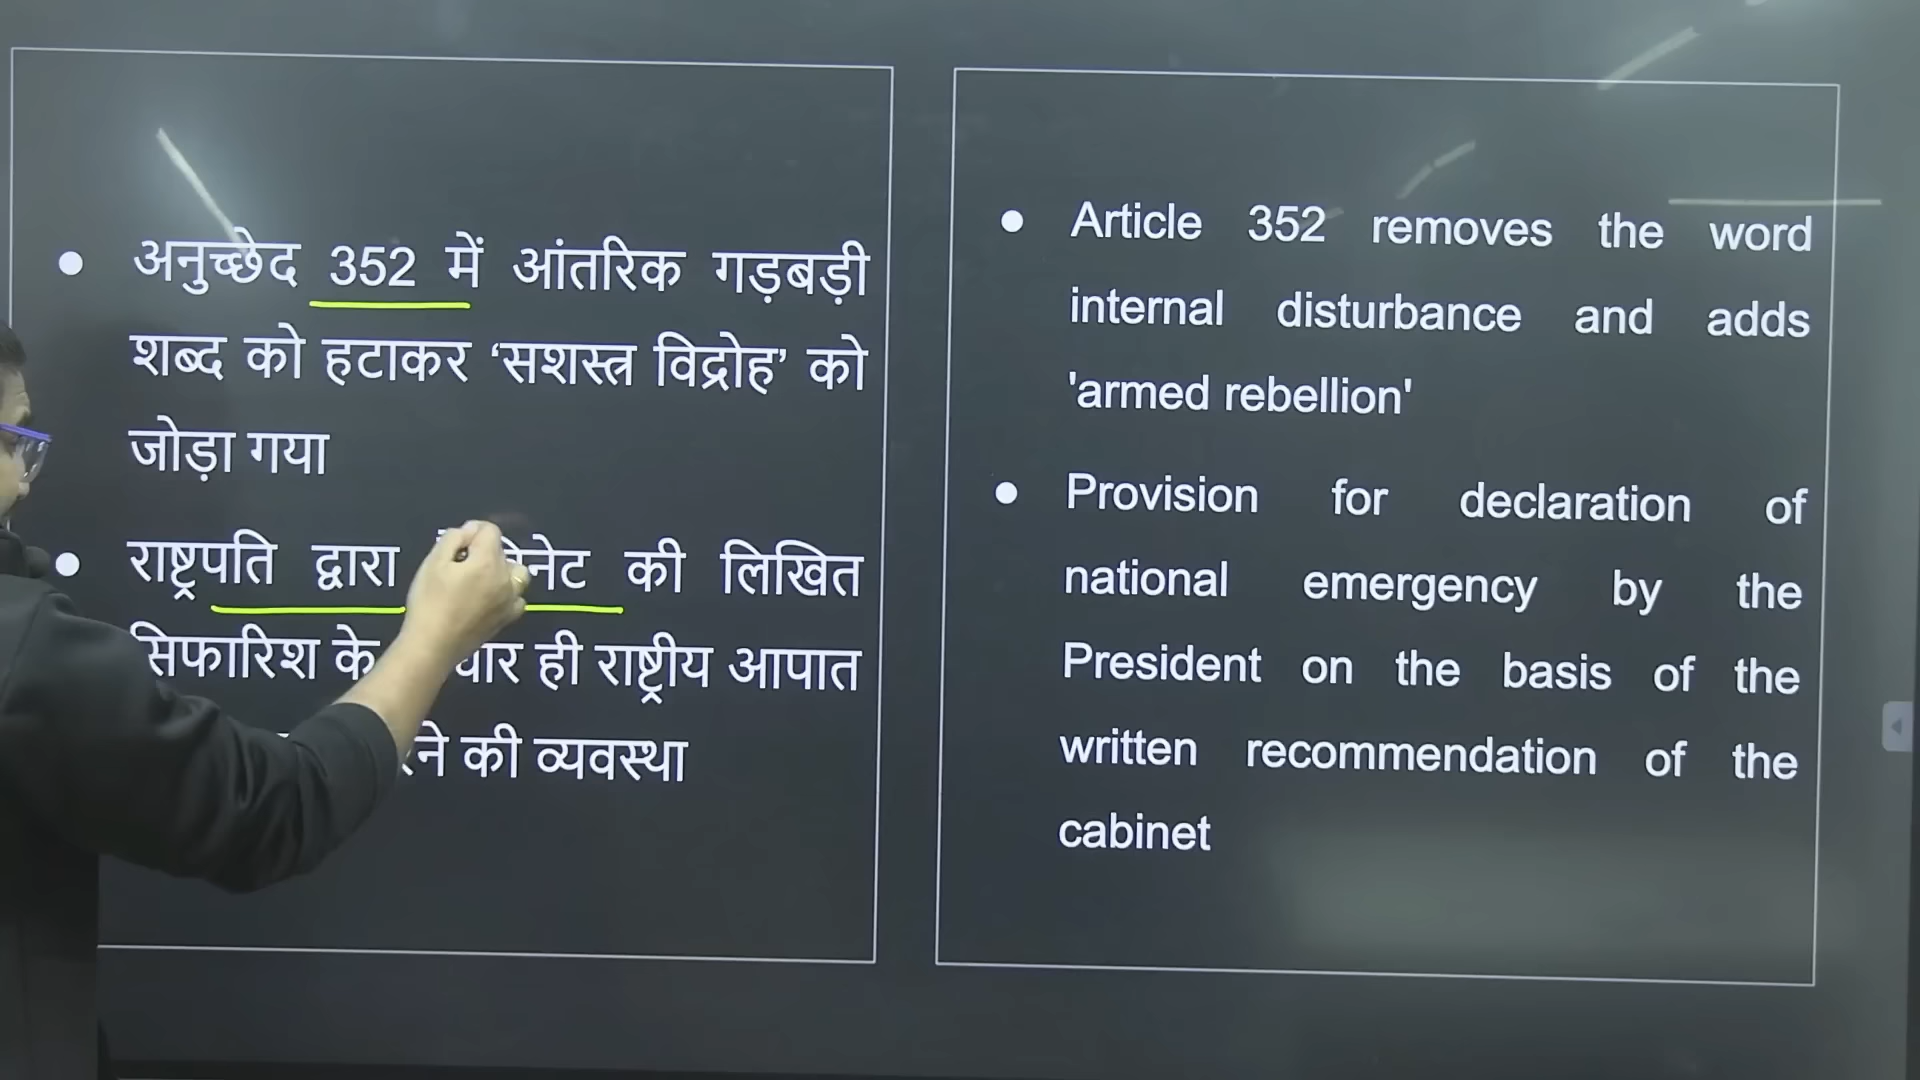 अनुच्छेद 352 में आंतरिक गड़बड़ी
शब्द को हटाकर ‘सशस्त्र विद्रोह’ को
जोड़ा गया
राष्ट्रपति द्वारा की लिखित
सिफारिश के ही राष्ट्रीय आपात
की व्यवस्था
Article 352 removes the word
internal disturbance and adds
'armed rebellion'
Provision for declaration of
national emergency by the
President on the basis of the
written recommendation of the
cabinet